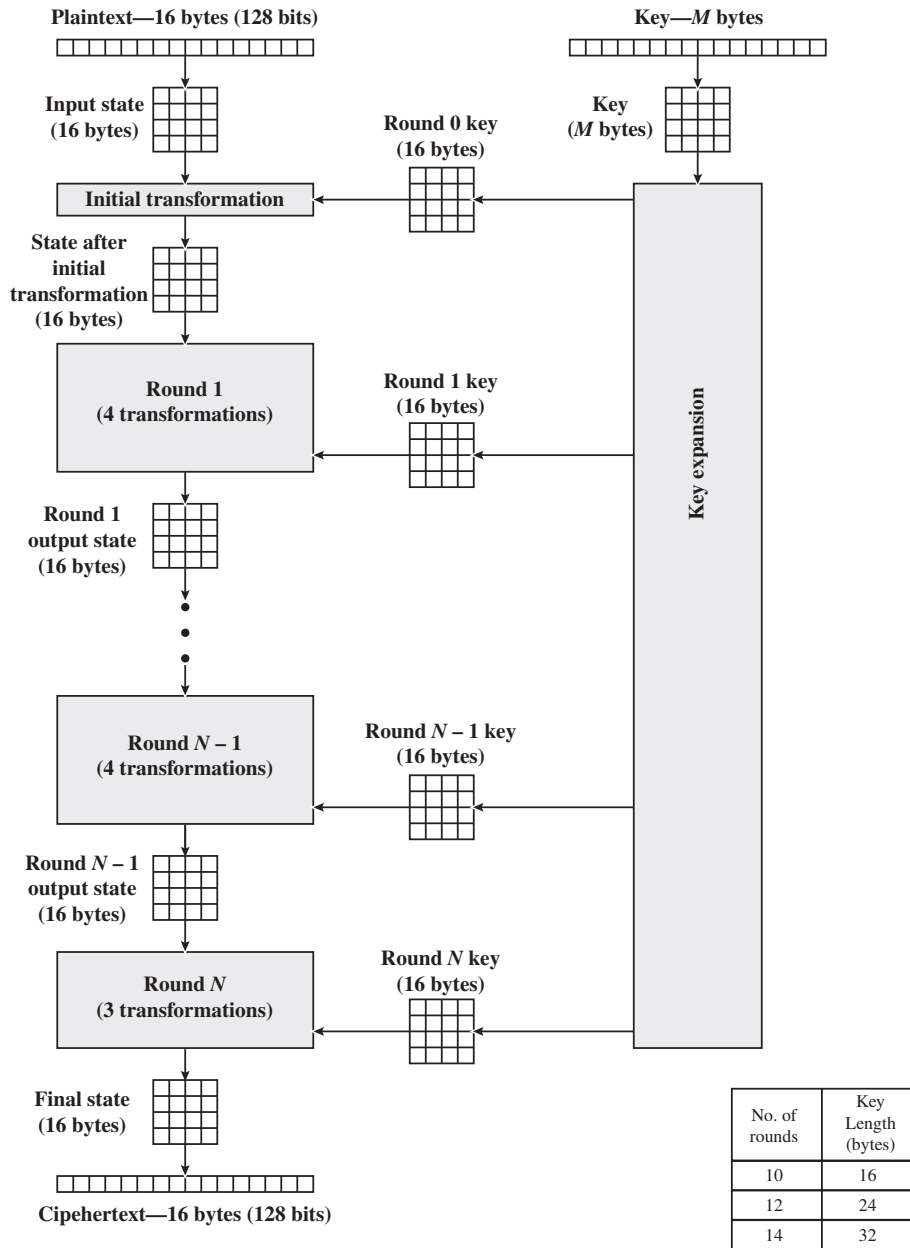 Plaintext—16 bytes (128 bits)
Key—M bytes
Input state
(16 bytes)
Round 0 key
(16 bytes)
Key
(M bytes)
Initial transformation
State after
initial
transformation
(16 bytes)
Round 1
(4 transformations)
Round 1 key
(16 bytes)
Key expansion
Round 1
output state
(16 bytes)
Round N – 1
(4 transformations)
Round N – 1 key
(16 bytes)
Round N – 1
output state
(16 bytes)
Round N
(3 transformations)
Round N key
(16 bytes)
Final state
(16 bytes)
Cipehertext—16 bytes (128 bits)
No. of
rounds
Key
Length
(bytes)
10 16
12 24
14 32